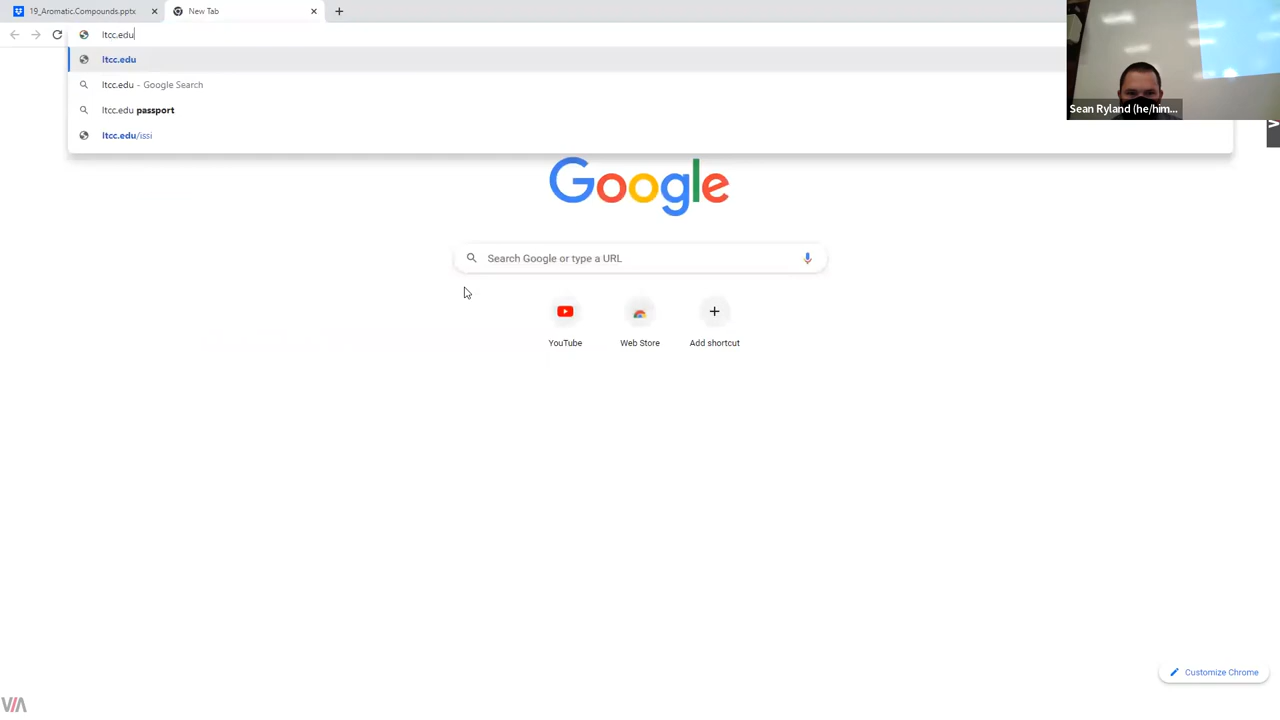 19_Aromatic.Compounds.pptx
New Tab
ltcc.edu
ltcc.edu
ltcc.edu - Google Search
ltcc.edu passport
ltcc.edu/issi
Sean Ryland (he/him...
Google
Search Google or type a URL
YouTube
Web Store
Add shortcut
Customize Chrome
VIA